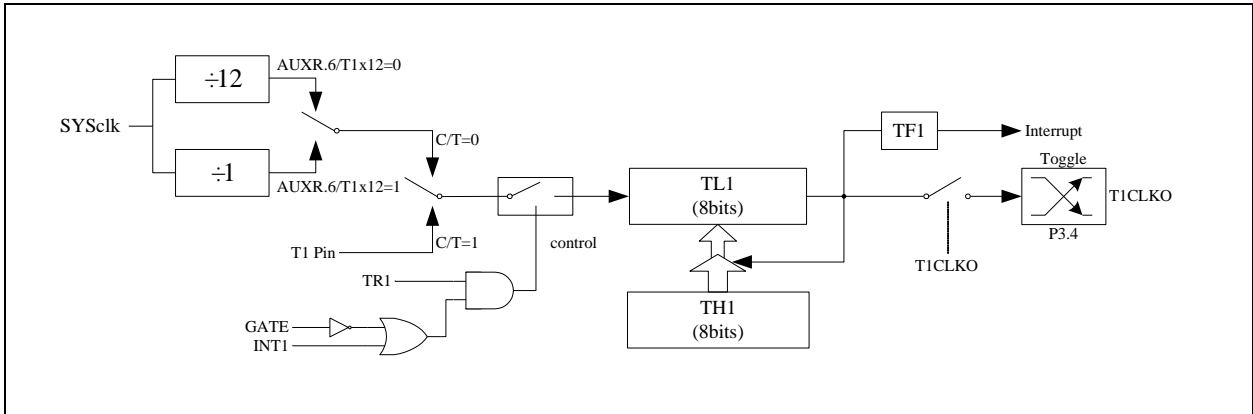 ÷12
AUXR.6/T1x12=0
SYSclk
÷1
AUXR.6/T1x12=1
C/T=0
C/T=1
T1 Pin
control
TR1
GATE
INT1
TL1
(8bits)
TH1
(8bits)
TF1
Interrupt
Toggle
T1CLKO
P3.4
T1CLKO